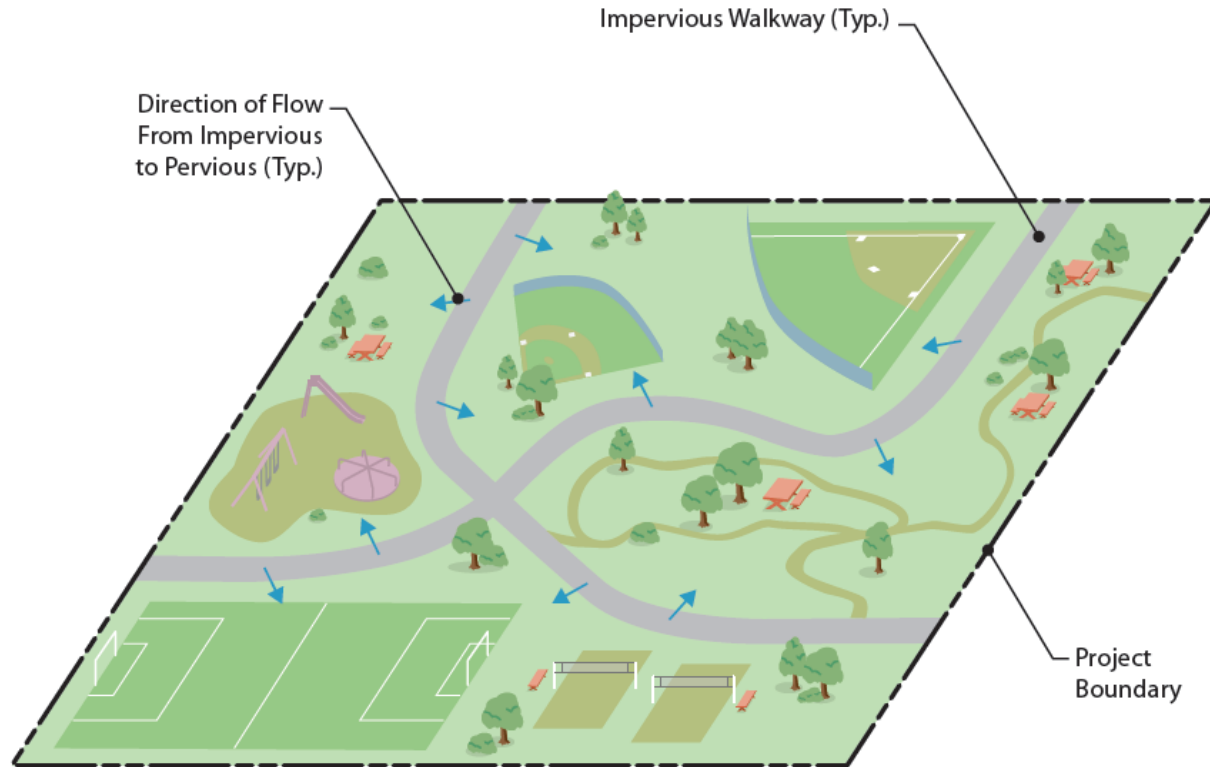 Impervious Walkway (Typ.)
Direction of Flow
From Impervious
to Pervious (Typ.)
Project
Boundary